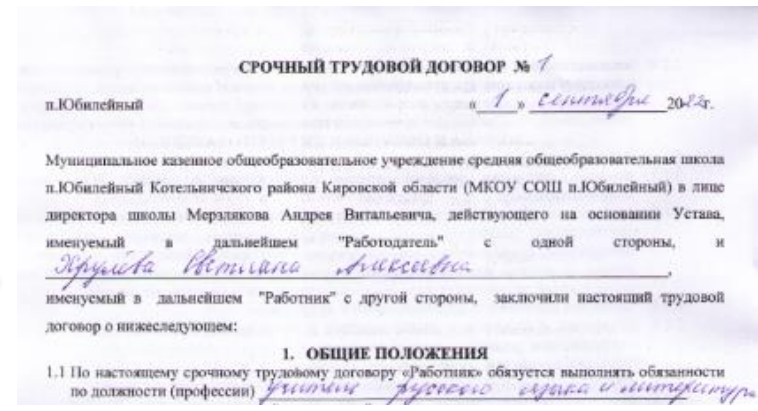 СРОЧНЫЙ ТРУДОВОЙ ДОГОВОР № 1
п.Юбилейный « 1 » сентября 2022г.
Муниципальное казенное общеобразовательное учреждение средняя общеобразовательная школа
п.Юбилейный Котельничского района Кировской области (МКОУ СОШ п.Юбилейный) в лице
директора школы Мерзлякова Андрея Витальевича, действующего на основании Устава,
именуемый в дальнейшем "Работодатель" с одной стороны, и
Хрулёва Светлана Алексеевна,
именуемый в дальнейшем "Работник" с другой стороны, заключили настоящий трудовой
договор о нижеследующем:
1. ОБЩИЕ ПОЛОЖЕНИЯ
1.1 По настоящему срочному трудовому договору «Работник» обязуется выполнять обязанности
по должности (профессии) учитель русского языка и литературы